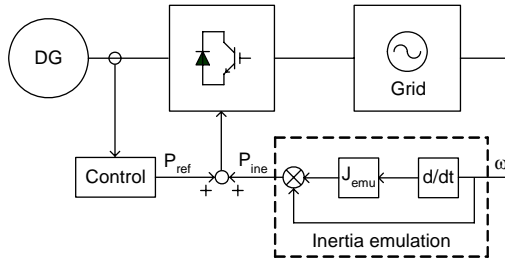 DG
Grid
Control
P_ref
P_ine
+
+
J_emu
d/dt
ω
Inertia emulation